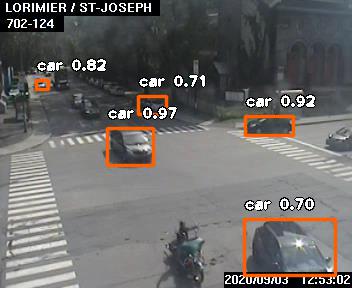 LORIMIER / ST-JOSEPH
702-124
car 0.82
car 0.71
car 0.97
car 0.92
car 0.70
2020/09/03 12:53:02